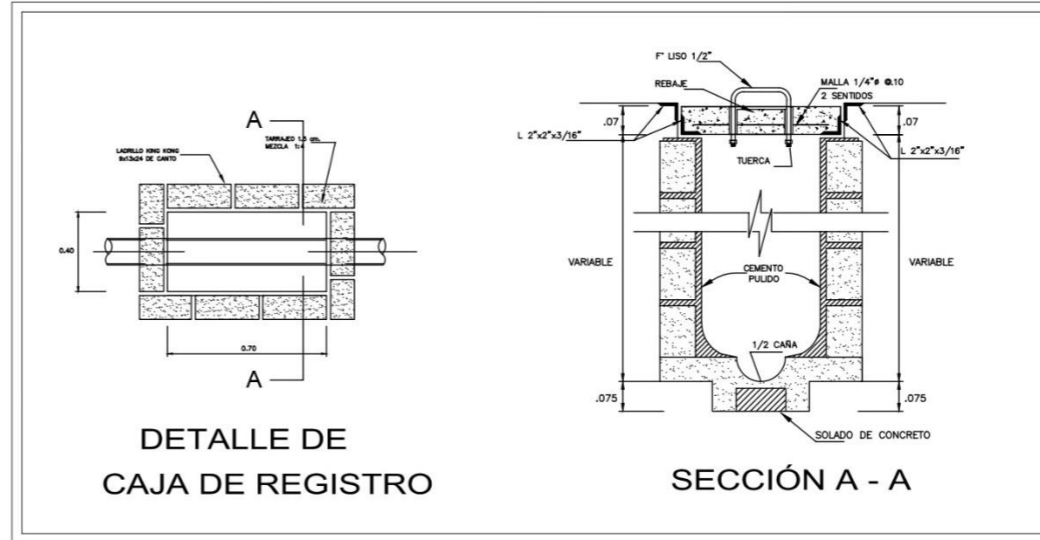 A
LADRILLO KING KONG
9x13x24 DE CANTO
TARRAJEO 1.5 cm.
MEZCLA 1:4
0.40
0.70
A
DETALLE DE
CAJA DE REGISTRO
F° LISO 1/2"
REBAJE
MALLA 1/4"ø @.10
2 SENTIDOS
.07
.07
L 2"x2"x3/16"
L 2"x2"x3/16"
TUERCA
VARIABLE
VARIABLE
CEMENTO
PULIDO
1/2 CAÑA
.075
.075
SOLADO DE CONCRETO
SECCIÓN A - A